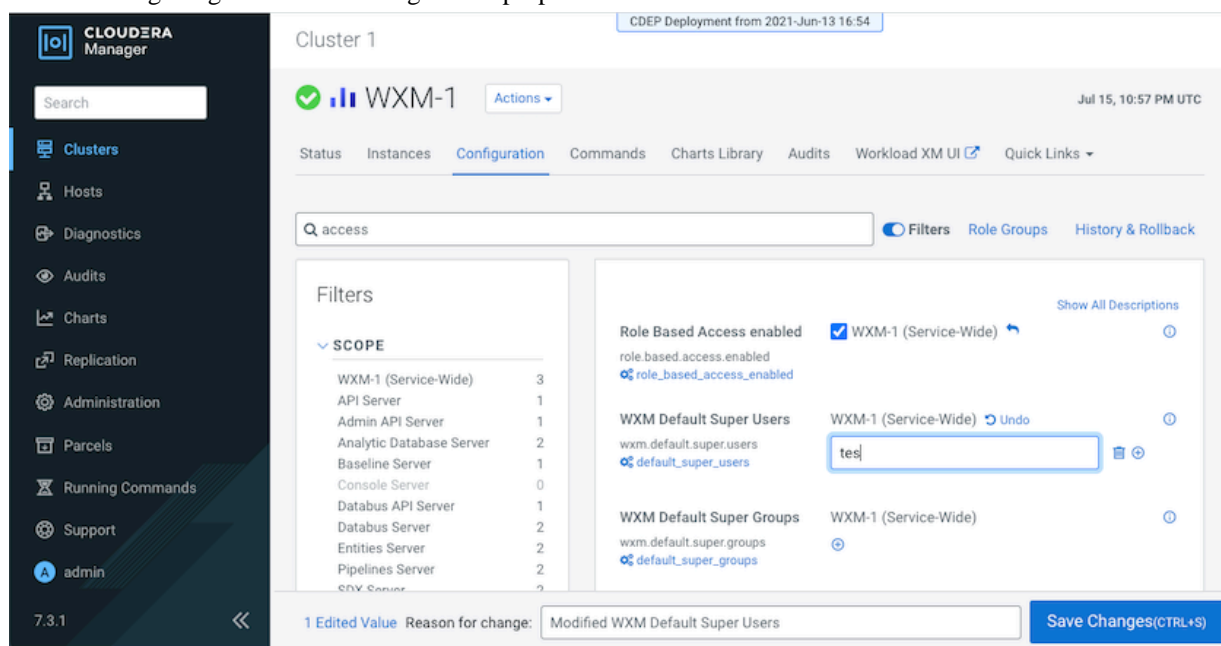 CLOUDERA
Manager
Search
Clusters
Hosts
Diagnostics
Audits
Charts
Replication
Administration
Parcels
Running Commands
Support
A admin
7.3.1
CDEP Deployment from 2021-Jun-13 16:54
Cluster 1
WXM-1 Actions
Jul 15, 10:57 PM UTC
Status Instances Configuration Commands Charts Library Audits Workload XM UI Quick Links
access
Filters Role Groups History & Rollback
Filters
SCOPE
WXM-1 (Service-Wide) 3
API Server 1
Admin API Server 1
Analytic Database Server 2
Baseline Server 1
Console Server 0
Databus API Server 1
Databus Server 2
Entities Server 2
Pipelines Server 2
SDX Server 2
Show All Descriptions
Role Based Access enabled WXM-1 (Service-Wide)
role.based.access.enabled
role_based_access_enabled
WXM Default Super Users WXM-1 (Service-Wide) Undo
wxm.default.super.users
default_super_users
tes
WXM Default Super Groups WXM-1 (Service-Wide)
wxm.default.super.groups
default_super_groups
1 Edited Value Reason for change: Modified WXM Default Super Users
Save Changes(CTRL+S)